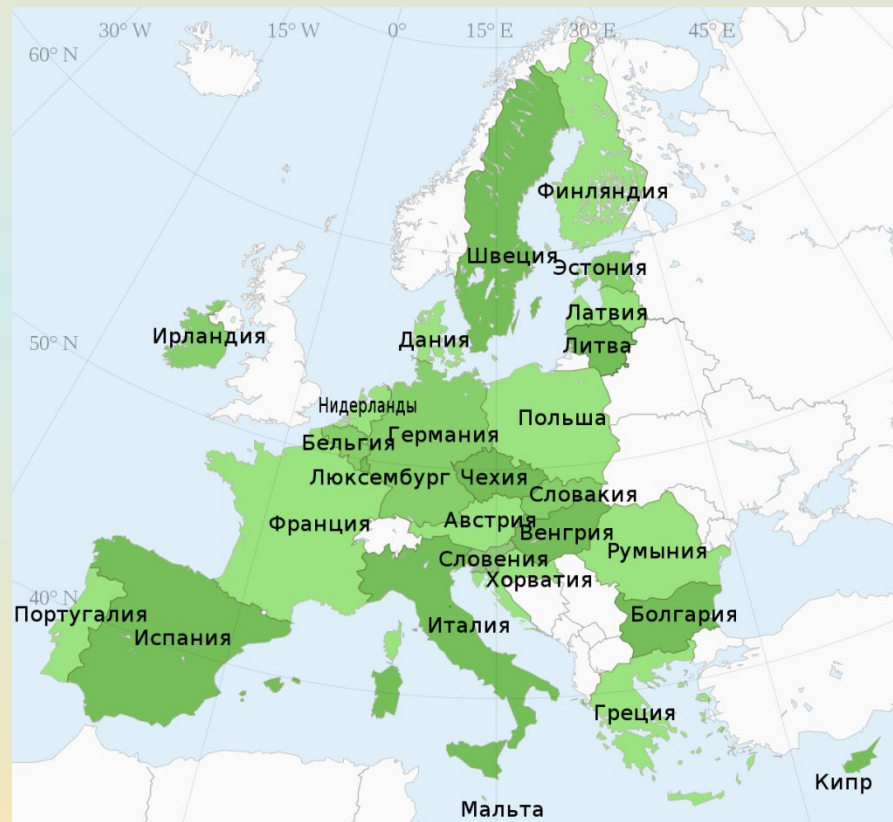 30° W
15° W
0°
15° E
30° E
45° E
60° N
Финляндия
Швеция
Эстония
Латвия
Ирландия
Дания
Литва
50° N
Нидерланды
Польша
Бельгия
Германия
Люксембург
Чехия
Словакия
Франция
Австрия
Венгрия
Румыния
Словения
Хорватия
40° N
Португалия
Испания
Италия
Болгария
Греция
Кипр
Мальта